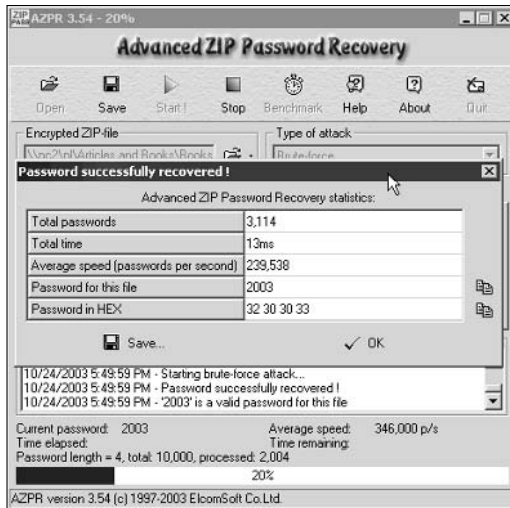 AZPR 3.54 - 20%
Advanced ZIP Password Recovery
Open Save Start! Stop Benchmark Help About Quit
Encrypted ZIP-file Type of attack
\\pc2\pl\Articles and Books\Books Brute-force
Password successfully recovered !
Advanced ZIP Password Recovery statistics:
Total passwords 3,114
Total time 13ms
Average speed (passwords per second) 239,538
Password for this file 2003
Password in HEX 32 30 30 33
Save... OK
10/24/2003 5:49:59 PM - Starting brute-force attack...
10/24/2003 5:49:59 PM - Password successfully recovered !
10/24/2003 5:49:59 PM - '2003' is a valid password for this file
Current password: 2003 Average speed: 346,000 p/s
Time elapsed: Time remaining:
Password length = 4, total: 10,000, processed: 2,004
20%
AZPR version 3.54 (c) 1997-2003 ElcomSoft Co.Ltd.